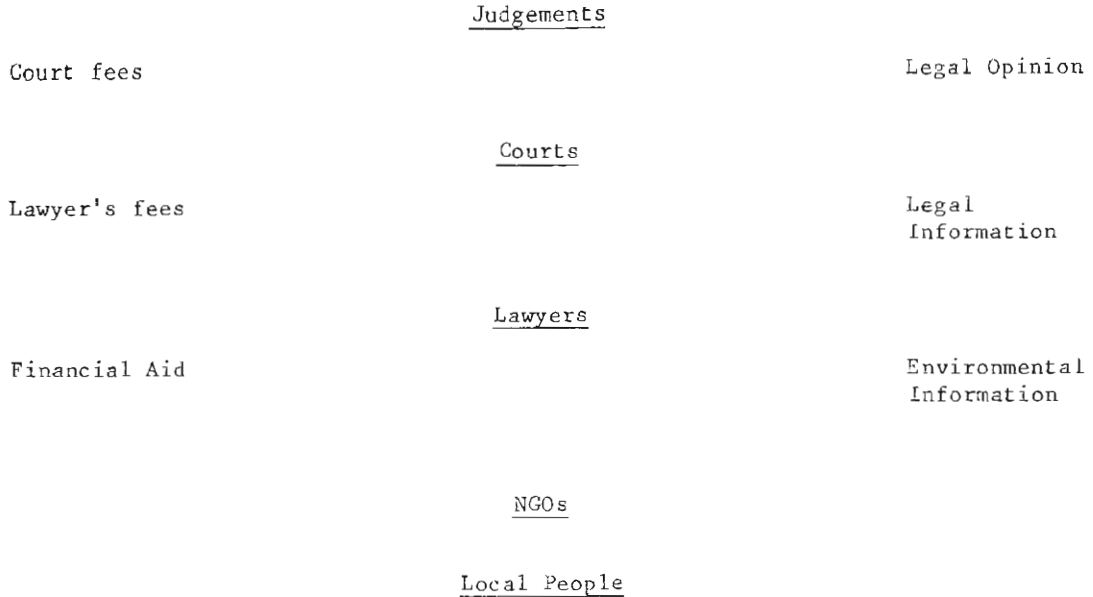 Judgements
Court fees
Legal Opinion
Courts
Lawyer's fees
Legal
Information
Lawyers
Financial Aid
Environmental
Information
NGOs
Local People